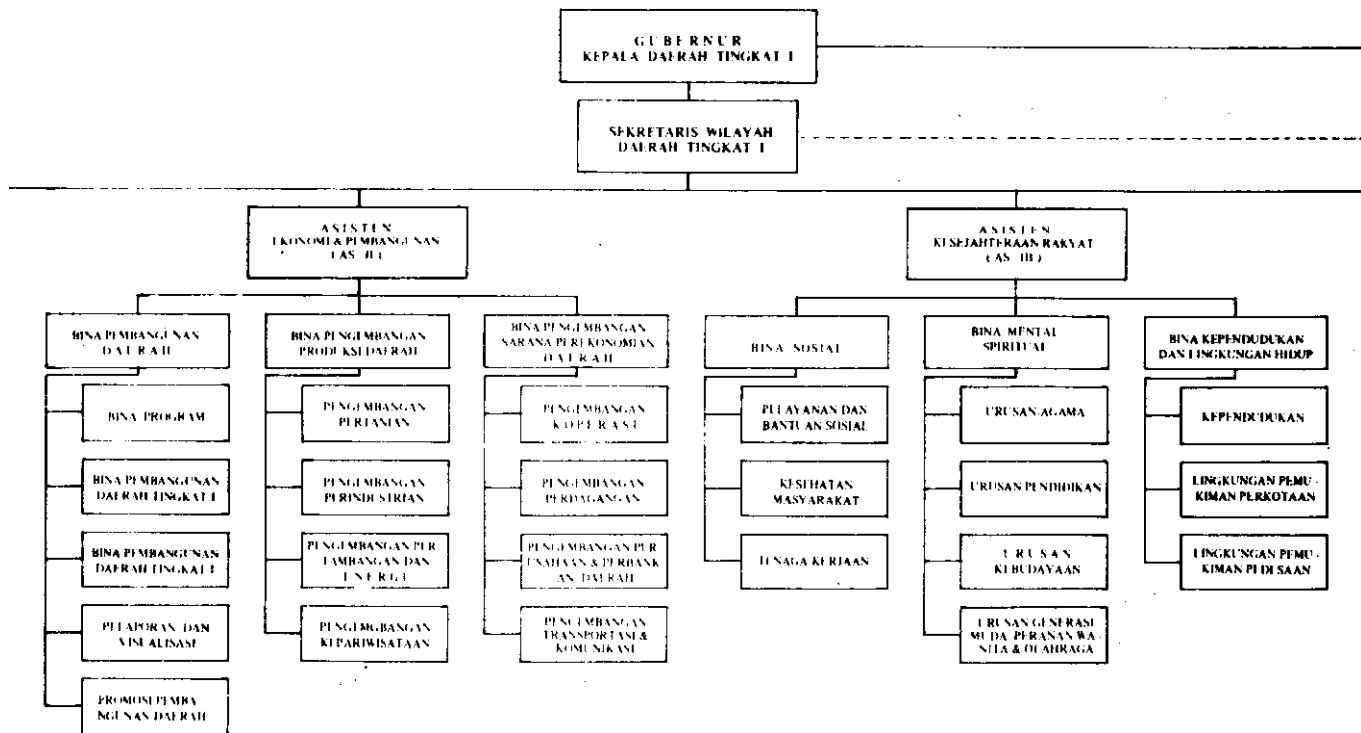 GUBERNUR
KEPALA DAERAH TINGKAT I
SEKRETARIS WILAYAH
DAERAH TINGKAT I
ASISTEN
EKONOMI & PEMBANGUNAN
(AS II)
ASISTEN
KESEJAHTERAAN RAKYAT
(AS III)
BINA PEMBANGUNAN
DAERAH
BINA PENGEMBANGAN
PRODUKSI DAERAH
BINA PENGEMBANGAN
SARANA PEREKONOMIAN
DAERAH
BINA SOSIAL
BINA MENTAL
SPIRITUAL
BINA KEPENDUDUKAN
DAN LINGKUNGAN HIDUP
BINA PROGRAM
PENGEMBANGAN
PERTANIAN
PENGEMBANGAN
KOPERASI
PELAYANAN DAN
BANTUAN SOSIAL
URUSAN AGAMA
KEPENDUDUKAN
BINA PEMBANGUNAN
DAERAH TINGKAT I
PENGEMBANGAN
PERINDUSTRIAN
PENGEMBANGAN
PERDAGANGAN
KESEHATAN
MASYARAKAT
URUSAN PENDIDIKAN
LINGKUNGAN PEMU-
KIMAN PERKOTAAN
BINA PEMBANGUNAN
DAERAH TINGKAT I
PENGEMBANGAN PER
TAMBANGAN DAN
ENERGI
PENGEMBANGAN PER
USAHAAN & PERBANK
AN DAERAH
TENAGA KERJAAN
URUSAN
KEBUDAYAAN
LINGKUNGAN PEMU-
KIMAN PEDESAAN
PELAPORAN DAN
VISUALISASI
PENGEMGBANGAN
KEPARIWISATAAN
PENGEMBANGAN
TRANSPORTASI &
KOMUNIKASI
URUSAN GENERASI
MUDA PERANAN WA-
NITA & OLAHRAGA
PROMOSI PEMBA
NGUNAN DAERAH